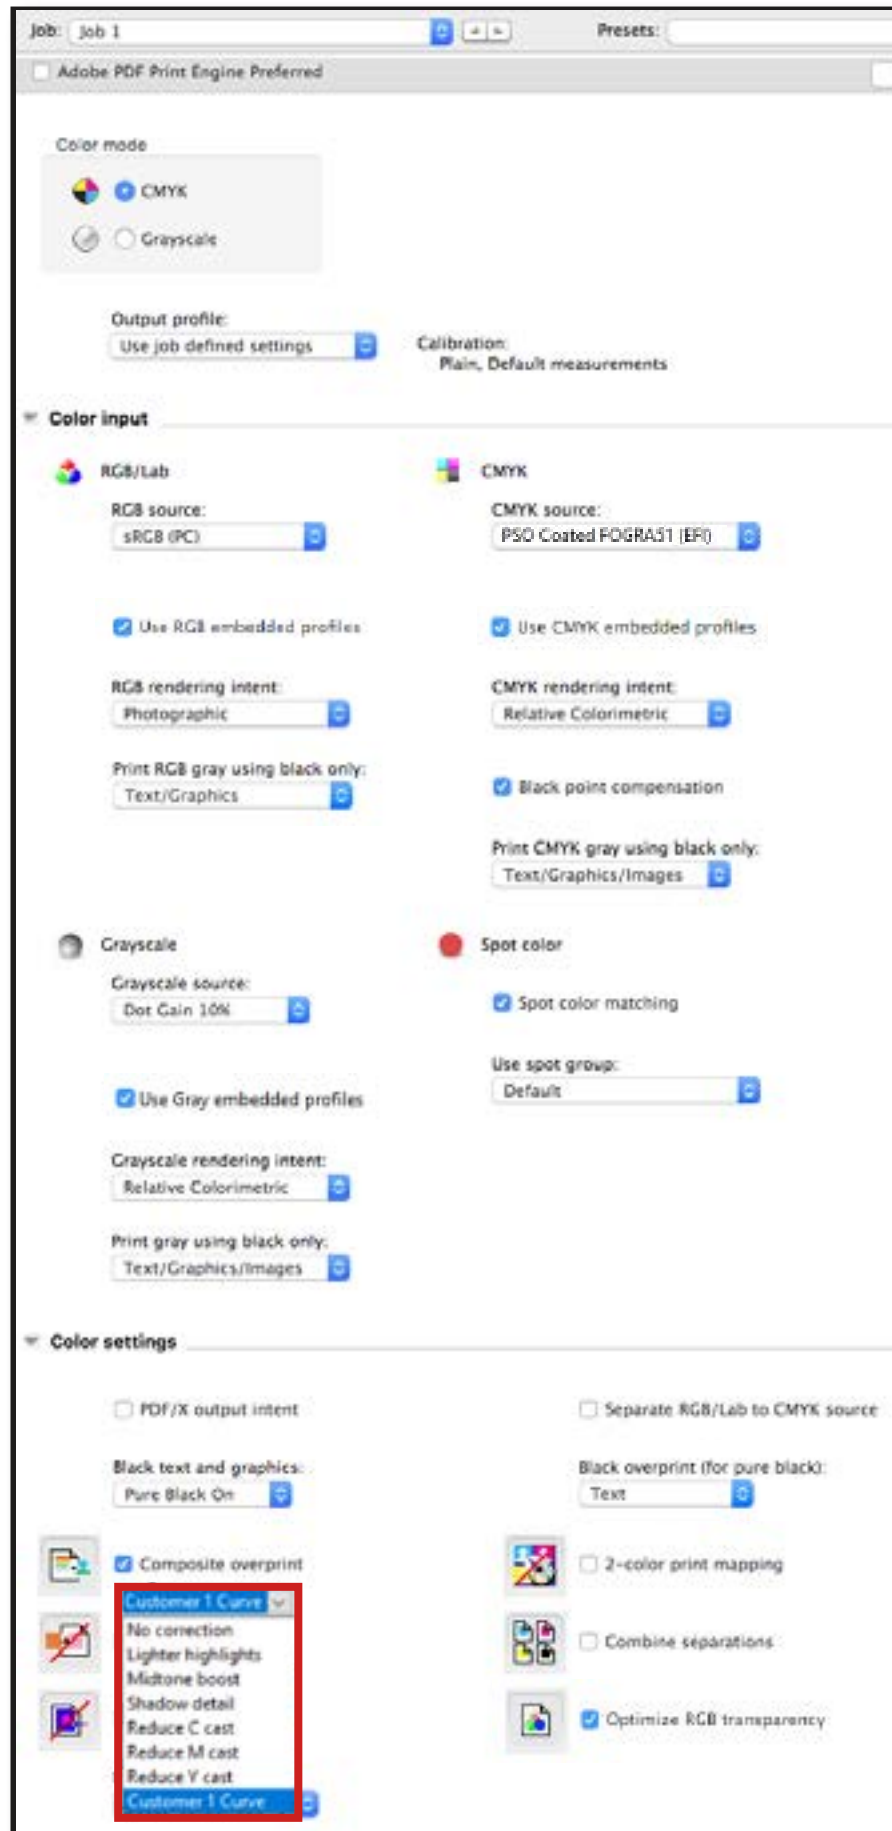 Job: Job 1 Presets:
Adobe PDF Print Engine Preferred
Color mode
CMYK
Grayscale
Output profile:
Use job defined settings
Calibration:
Plain, Default measurements
Color input
RGB/Lab
RGB source:
sRGB (PC)
Use RGB embedded profiles
RGB rendering intent:
Photographic
Print RGB gray using black only:
Text/Graphics
CMYK
CMYK source:
PSO Coated FOGRA51 (EFI)
Use CMYK embedded profiles
CMYK rendering intent:
Relative Colorimetric
Black point compensation
Print CMYK gray using black only:
Text/Graphics/Images
Grayscale
Grayscale source:
Dot Gain 10%
Use Gray embedded profiles
Grayscale rendering intent:
Relative Colorimetric
Print gray using black only:
Text/Graphics/Images
Spot color
Spot color matching
Use spot group:
Default
Color settings
PDF/X output intent
Separate RGB/Lab to CMYK source
Black text and graphics:
Pure Black On
Black overprint (for pure black):
Text
Composite overprint
2-color print mapping
Customer 1 Curve
No correction
Lighter highlights
Midtone boost
Shadow detail
Reduce C cast
Reduce M cast
Reduce Y cast
Customer 1 Curve
Combine separations
Optimize RGB transparency